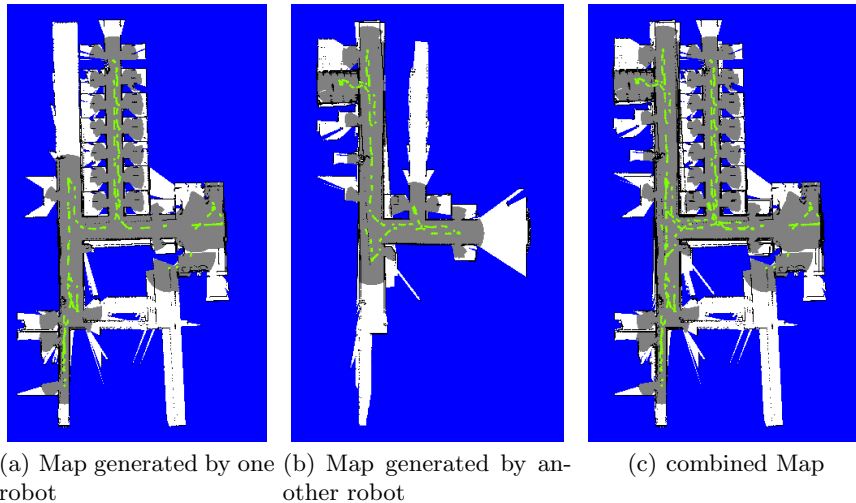 (a) Map generated by one robot
(b) Map generated by an-
other robot
(c) combined Map